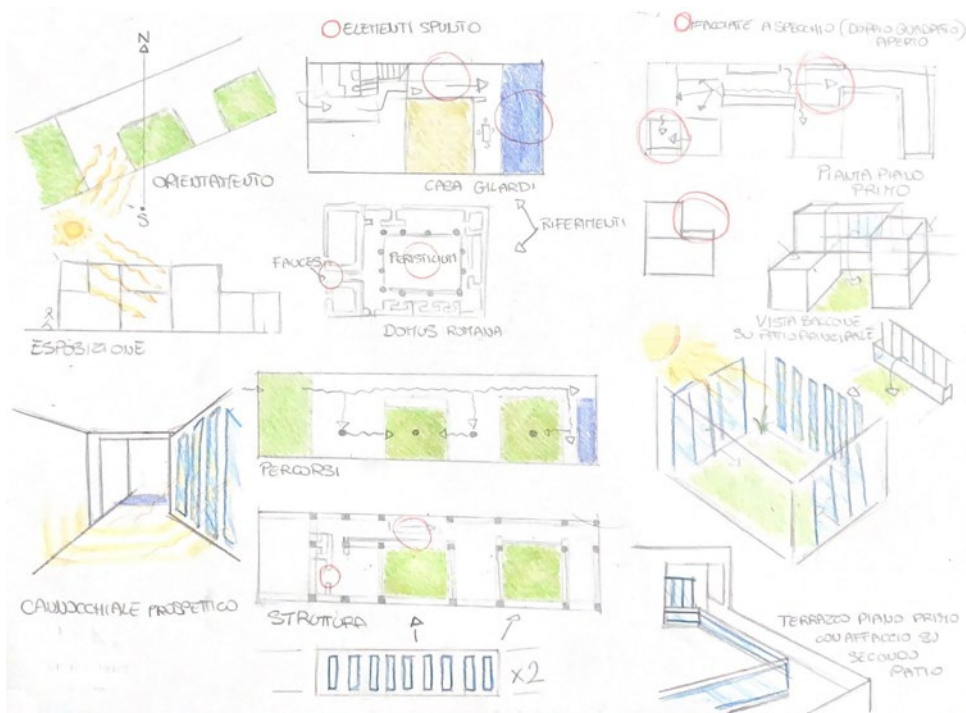 ELEMENTI SPUNTO
AFFACCIATE A SPECCHIO (DOPPIO QUADRATO)
APERTO
N
S
ORIENTAMENTO
CASA GILARDI
PIANTA PIANO
PRIMO
RIFERIMENTI
FAUCES
PERISTILIUM
DOMUS ROMANA
ESPOSIZIONE
VISTA BALCONE
SU PATIO PRINCIPALE
PERCORSI
CANNOCCHIALE PROSPETTICO
STRUTTURA
x2
TERRAZZO PIANO PRIMO
CON AFFACCIO SU
SECONDO
PATIO